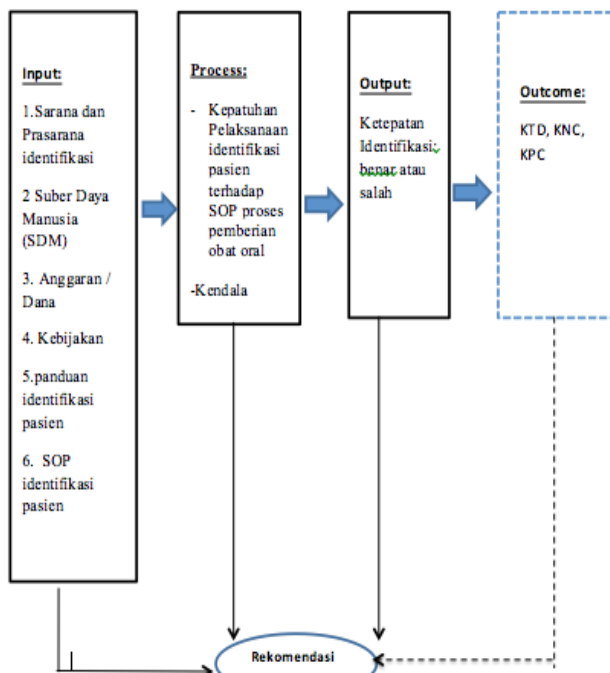 Input:
1.Sarana dan
Prasarana
identifikasi
2 Suber Daya
Manusia
(SDM)
3. Anggaran /
Dana
4. Kebijakan
5.panduan
identifikasi
pasien
6. SOP
identifikasi
pasien
Process:
- Kepatuhan
Pelaksanaan
identifikasi
pasien
terhadap
SOP proses
pemberian
obat oral
-Kendala
Output:
Ketepatan
Identifikasi:
benar atau
salah
Outcome:
KTD, KNC,
KPC
Rekomendasi